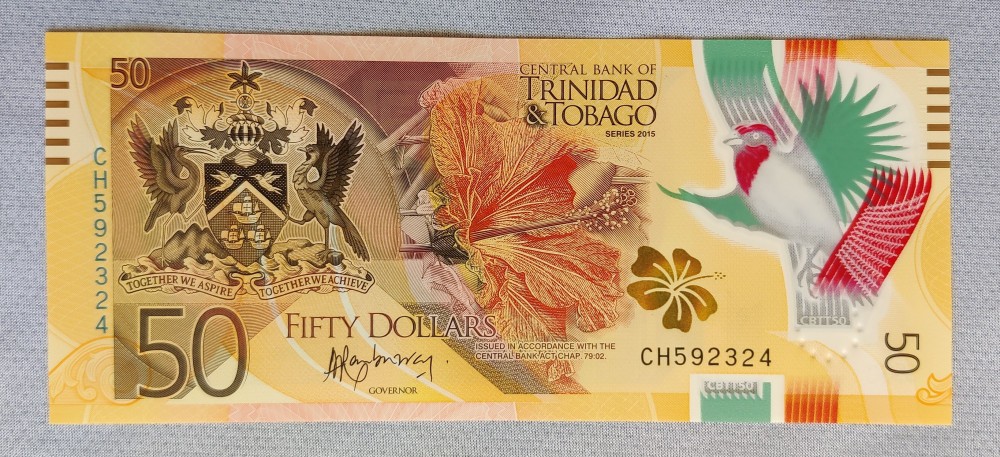 50
CENTRAL BANK OF
TRINIDAD
& TOBAGO
SERIES 2015
CH592324
TOGETHER WE ASPIRE TOGETHER WE ACHIEVE
50
FIFTY DOLLARS
ISSUED IN ACCORDANCE WITH THE
CENTRAL BANK ACT CHAP. 79:02.
GOVERNOR
CH592324
CBTT50
50
CBTT50